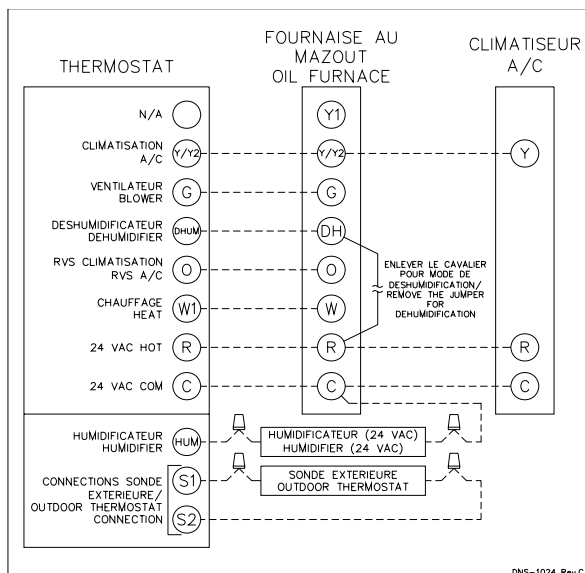 THERMOSTAT
FOURNAISE AU
MAZOUT
OIL FURNACE
CLIMATISEUR
A/C
N/A
Y1
CLIMATISATION
A/C
Y/Y2
Y/Y2
Y
VENTILATEUR
BLOWER
G
G
DESHUMIDIFICATEUR
DEHUMIDIFIER
DHUM
DH
RVS CLIMATISATION
RVS A/C
O
O
ENLEVER LE CAVALIER
POUR MODE DE
DESHUMIDIFICATION/
REMOVE THE JUMPER
FOR
DEHUMIDIFICATION
CHAUFFAGE
HEAT
W1
W
24 VAC HOT
R
R
R
24 VAC COM
C
C
C
HUMIDIFICATEUR
HUMIDIFIER
HUM
HUMIDIFICATEUR (24 VAC)
HUMIDIFIER (24 VAC)
CONNECTIONS SONDE
EXTERIEURE/
OUTDOOR THERMOSTAT
CONNECTION
S1
SONDE EXTERIEURE
OUTDOOR THERMOSTAT
S2
DNS-1024 Rev.C